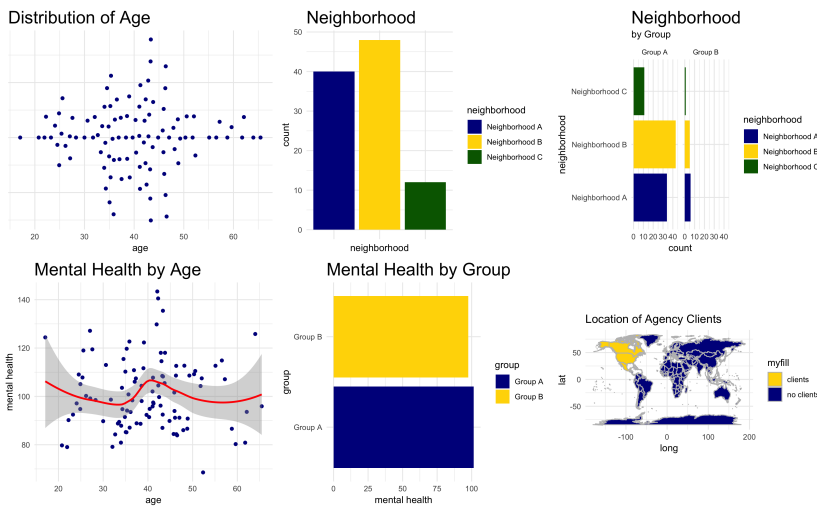 Distribution of Age
20 30 40 50 60
age
Neighborhood
50
40
30
20
10
0
count
neighborhood
neighborhood
Neighborhood A
Neighborhood B
Neighborhood C
Neighborhood
by Group
Group A Group B
Neighborhood C
Neighborhood B
Neighborhood A
neighborhood
0 10 20 30 40 0 10 20 30 40
count
neighborhood
Neighborhood A
Neighborhood B
Neighborhood C
Mental Health by Age
140
120
100
80
mental health
20 30 40 50 60
age
Mental Health by Group
Group B
Group A
group
0 25 50 75 100
mental health
group
Group A
Group B
Location of Agency Clients
50
0
-50
lat
-100 0 100 200
long
myfill
clients
no clients